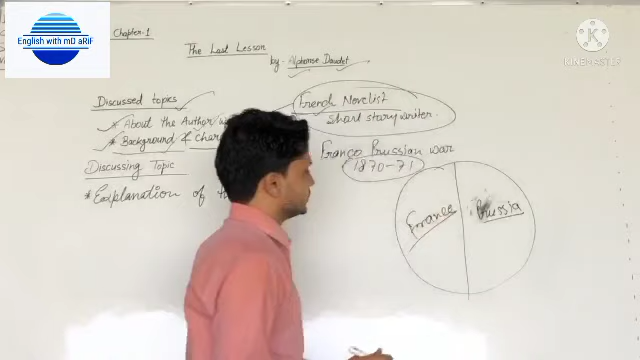 English with mD aRiF
Chapter-1
The Last Lesson
by- Alphonse Daudet
Discussed topics
* About the Author
French Novelist
short story writer.
* Background &
Franco Prussian war
1870-71
Discussing Topic
* Explanation of
France
Prussia
K
KINEMASTER